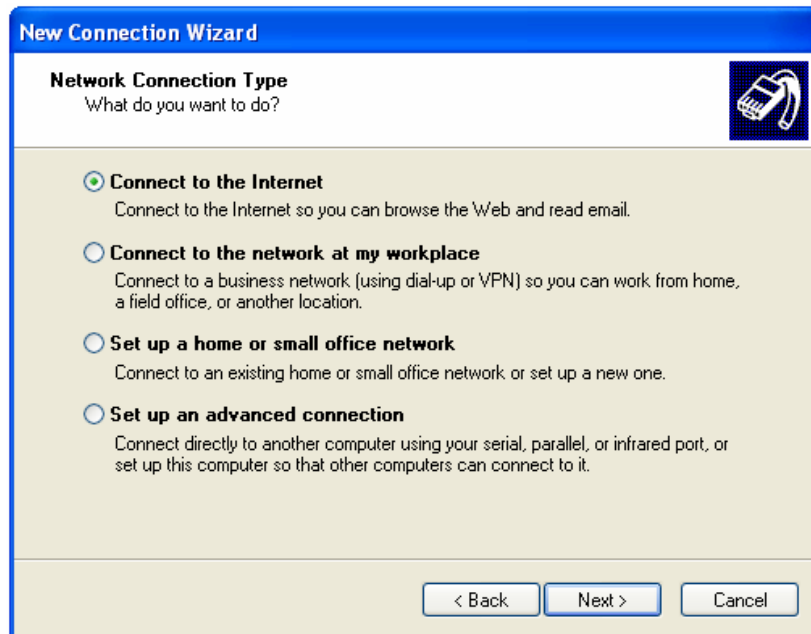 New Connection Wizard
Network Connection Type
What do you want to do?
Connect to the Internet
Connect to the Internet so you can browse the Web and read email.
Connect to the network at my workplace
Connect to a business network (using dial-up or VPN) so you can work from home,
a field office, or another location.
Set up a home or small office network
Connect to an existing home or small office network or set up a new one.
Set up an advanced connection
Connect directly to another computer using your serial, parallel, or infrared port, or
set up this computer so that other computers can connect to it.
< Back Next > Cancel